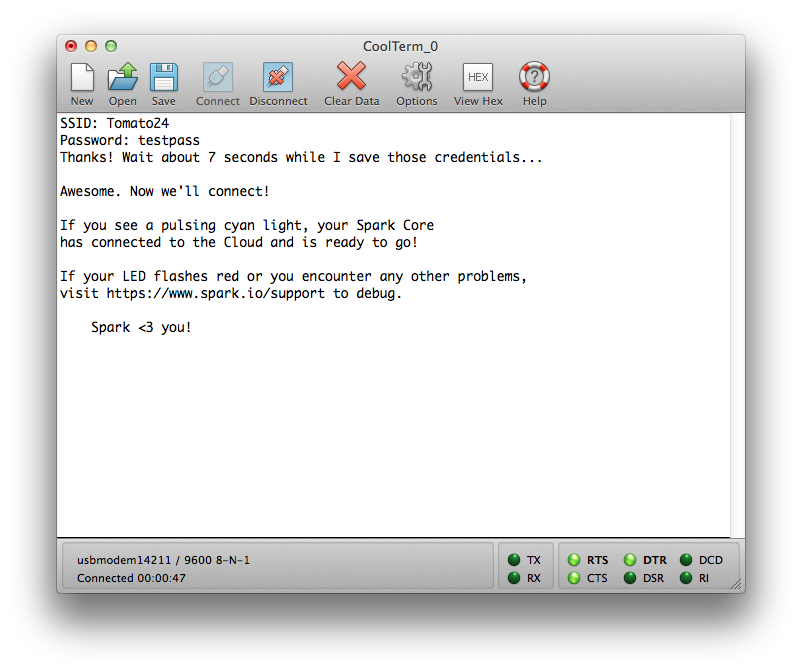 CoolTerm_0
New Open Save Connect Disconnect Clear Data Options HEX View Hex ? Help
SSID: Tomato24
Password: testpass
Thanks! Wait about 7 seconds while I save those credentials...
Awesome. Now we'll connect!
If you see a pulsing cyan light, your Spark Core
has connected to the Cloud and is ready to go!
If your LED flashes red or you encounter any other problems,
visit https://www.spark.io/support to debug.
Spark <3 you!
usbmodem14211 / 9600 8-N-1
Connected 00:00:47
TX RTS DTR DCD
RX CTS DSR RI